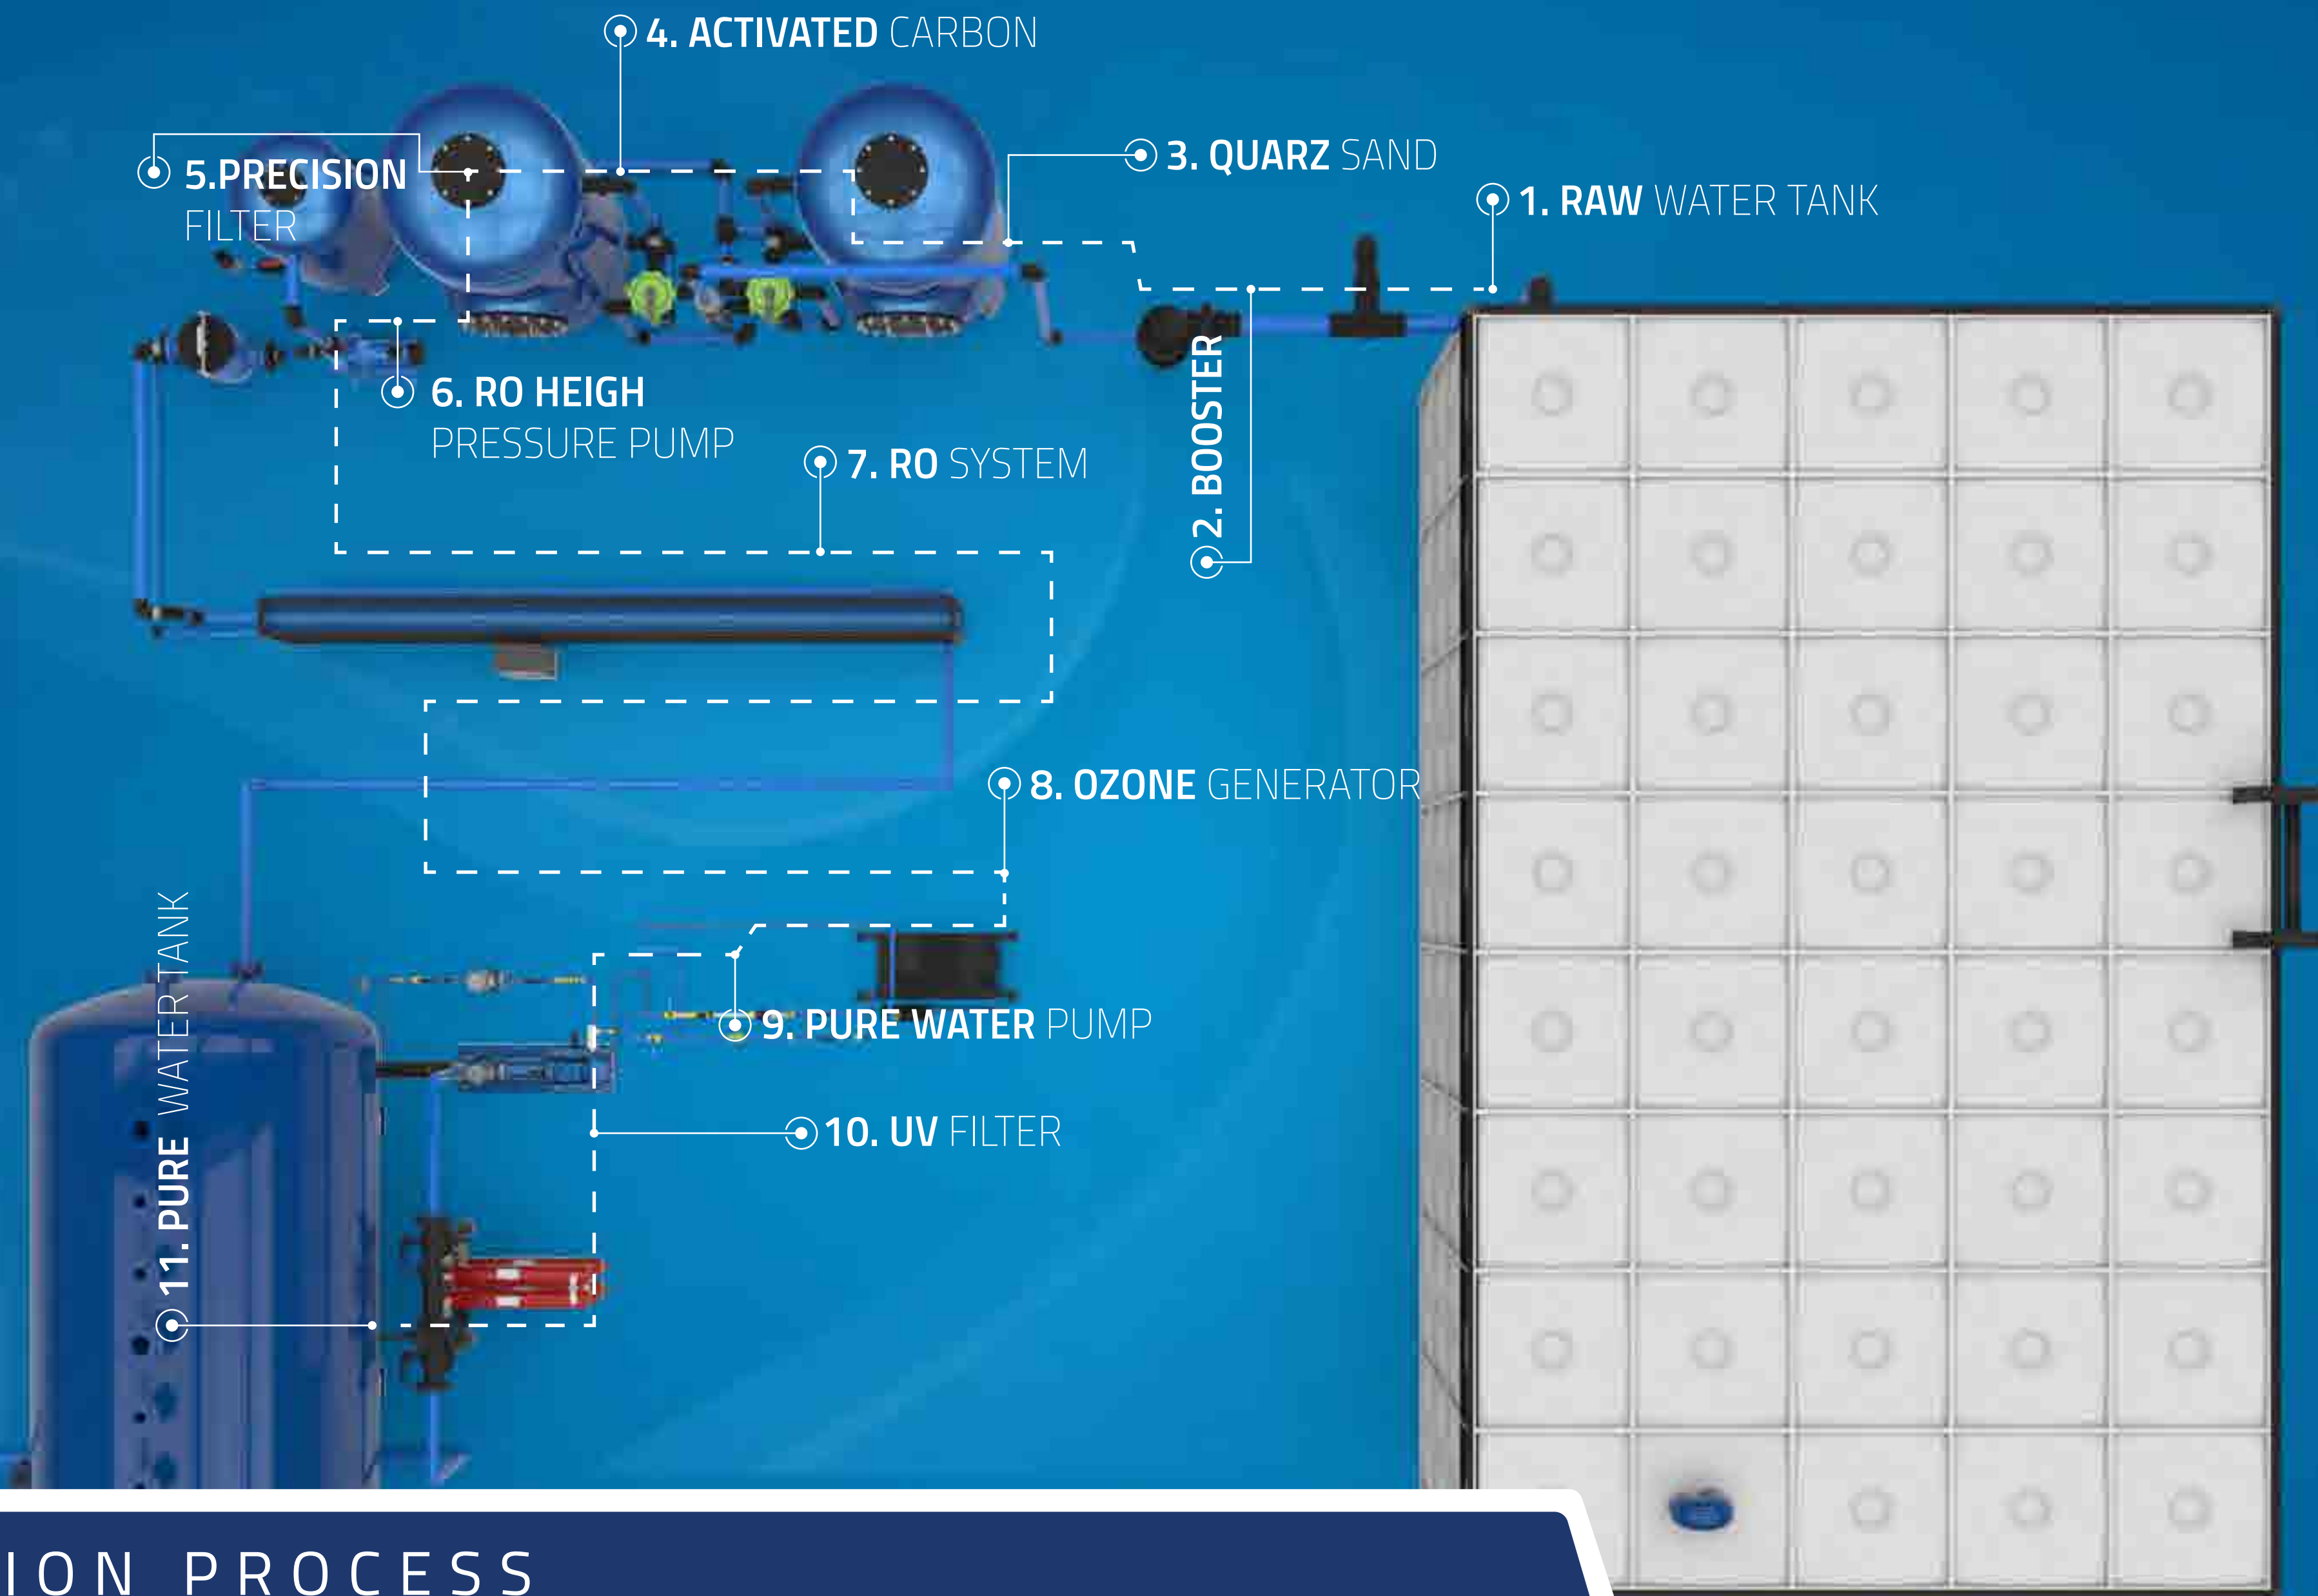 4. ACTIVATED CARBON
3. QUARZ SAND
5.PRECISION
FILTER
1. RAW WATER TANK
2. BOOSTER
6. RO HEIGH
PRESSURE PUMP
7. RO SYSTEM
8. OZONE GENERATOR
9. PURE WATER PUMP
10. UV FILTER
11. PURE WATER TANK
ION PROCESS